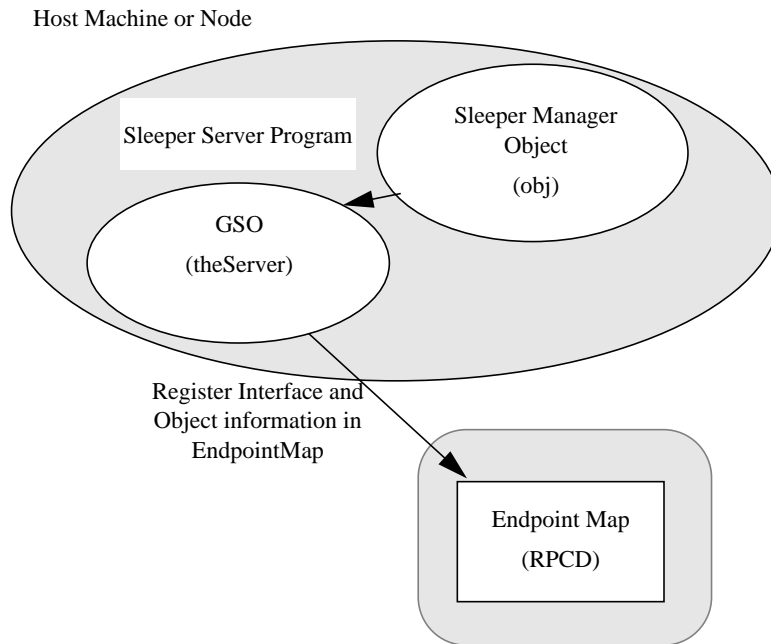 Host Machine or Node
Sleeper Server Program
Sleeper Manager
Object
(obj)
GSO
(theServer)
Register Interface and
Object information in
EndpointMap
Endpoint Map
(RPCD)